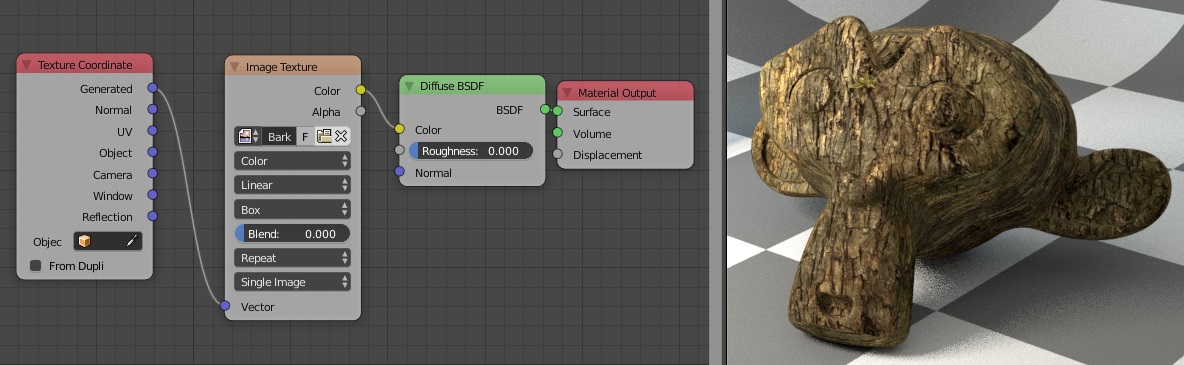 Texture Coordinate
Generated
Normal
UV
Object
Camera
Window
Reflection
Objec
From Dupli
Image Texture
Color
Alpha
Bark F
Color
Linear
Box
Blend: 0.000
Repeat
Single Image
Vector
Diffuse BSDF
BSDF
Color
Roughness: 0.000
Normal
Material Output
Surface
Volume
Displacement